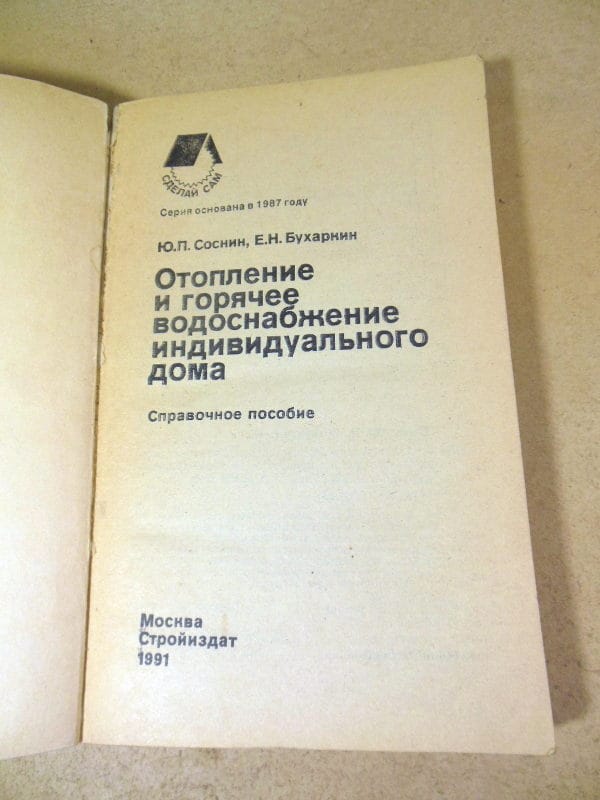 СДЕЛАЙ САМ
Серия основана в 1987 году
Ю.П. Соснин, Е.Н. Бухаркин
Отопление
и горячее
водоснабжение
индивидуального
дома
Справочное пособие
Москва
Стройиздат
1991